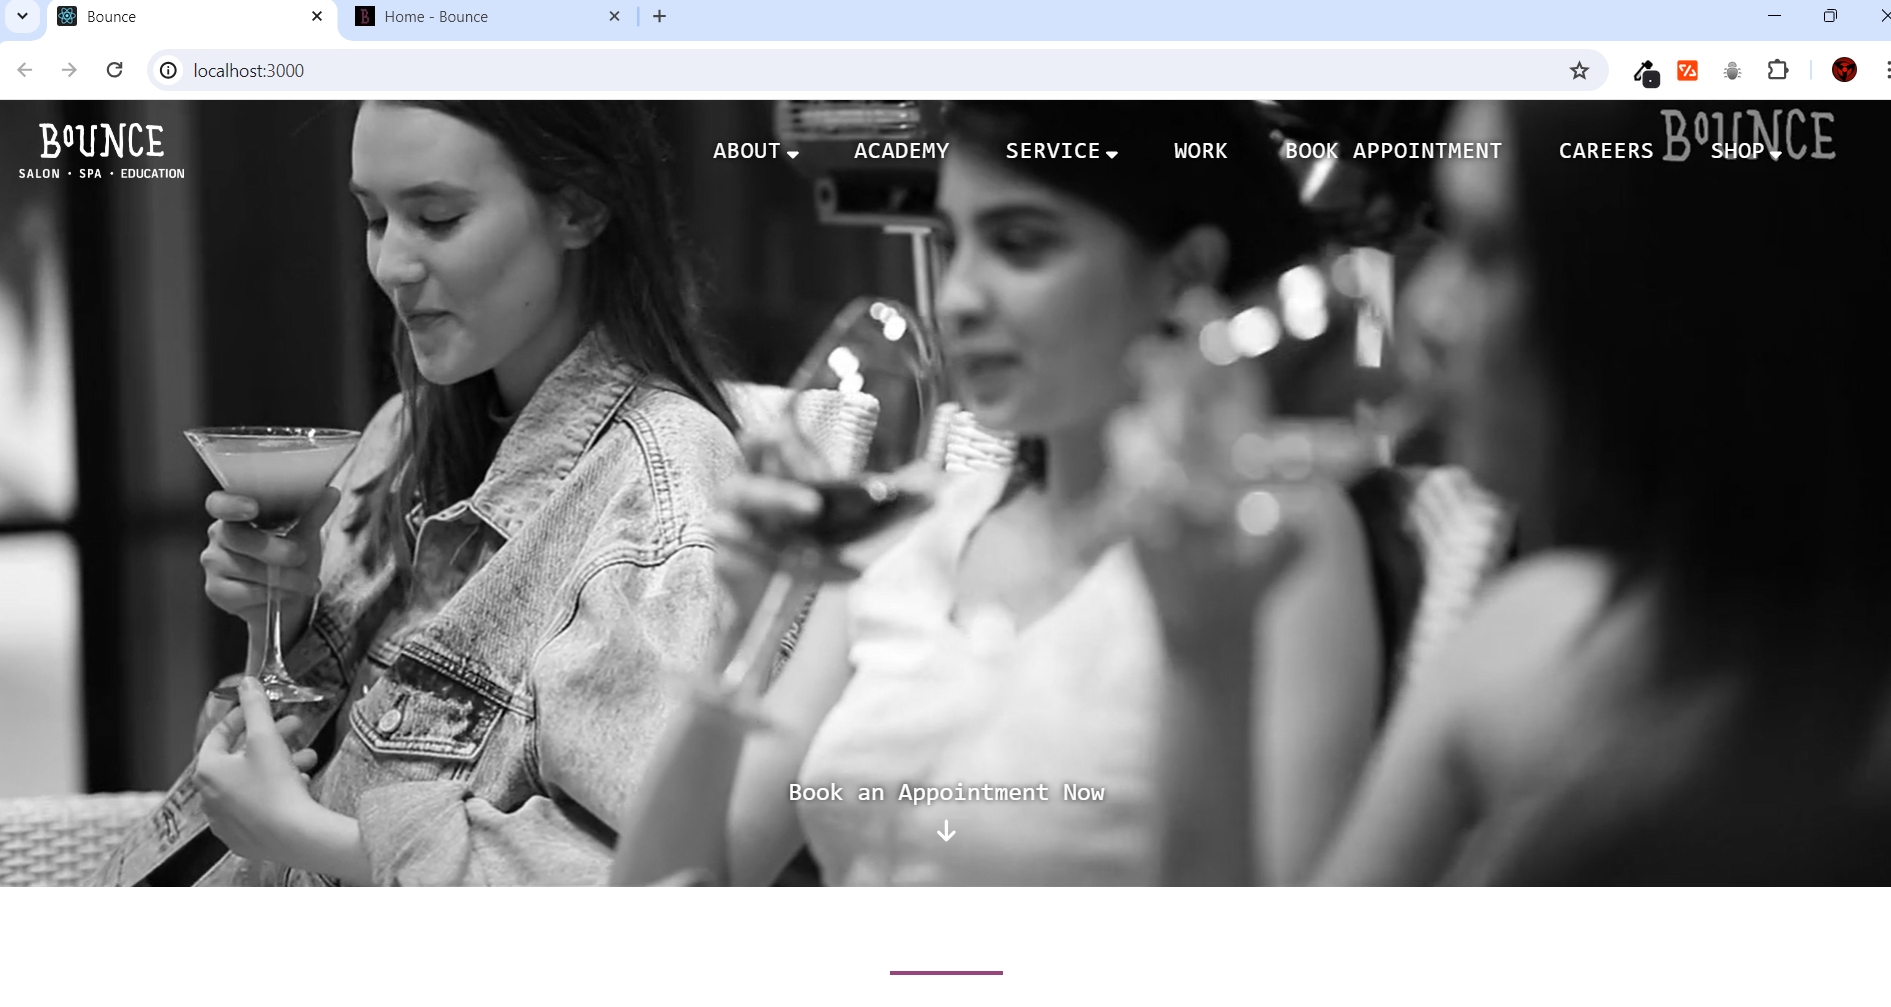 Bounce
Home - Bounce
localhost:3000
BOUNCE
SALON • SPA • EDUCATION
ABOUT
ACADEMY
SERVICE
WORK
BOOK APPOINTMENT
CAREERS
SHOP
BOUNCE
Book an Appointment Now